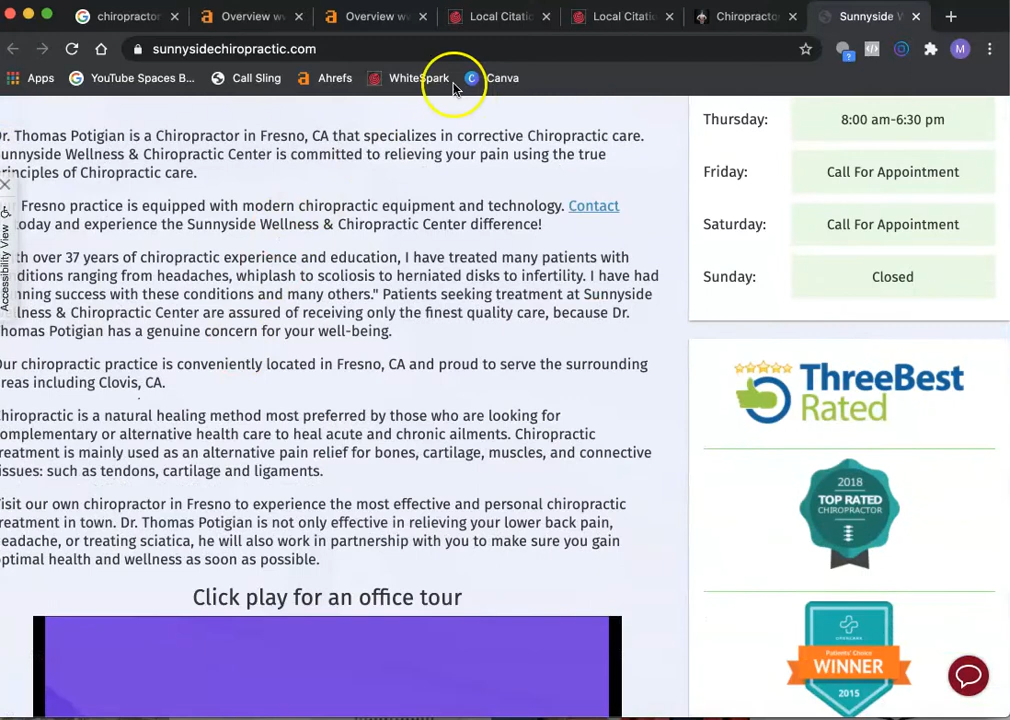 chiropractor
Overview w
Overview w
Local Citatio
Local Citatio
Chiropracto
Sunnyside W
sunnysidechiropractic.com
M
?
Apps
YouTube Spaces B...
Call Sling
Ahrefs
WhiteSpark
Canva
r. Thomas Potigian is a Chiropractor in Fresno, CA that specializes in corrective Chiropractic care.
unnyside Wellness & Chiropractic Center is committed to relieving your pain using the true
rinciples of Chiropractic care.
Fresno practice is equipped with modern chiropractic equipment and technology. Contact
today and experience the Sunnyside Wellness & Chiropractic Center difference!
th over 37 years of chiropractic experience and education, I have treated many patients with
nditions ranging from headaches, whiplash to scoliosis to herniated disks to infertility. I have had
nning success with these conditions and many others." Patients seeking treatment at Sunnyside
llness & Chiropractic Center are assured of receiving only the finest quality care, because Dr.
homas Potigian has a genuine concern for your well-being.
ur chiropractic practice is conveniently located in Fresno, CA and proud to serve the surrounding
reas including Clovis, CA.
hiropractic is a natural healing method most preferred by those who are looking for
omplementary or alternative health care to heal acute and chronic ailments. Chiropractic
reatment is mainly used as an alternative pain relief for bones, cartilage, muscles, and connective
issues: such as tendons, cartilage and ligaments.
isit our own chiropractor in Fresno to experience the most effective and personal chiropractic
reatment in town. Dr. Thomas Potigian is not only effective in relieving your lower back pain,
eadache, or treating sciatica, he will also work in partnership with you to make sure you gain
ptimal health and wellness as soon as possible.
Click play for an office tour
Accessibility View
Thursday: 8:00 am-6:30 pm
Friday: Call For Appointment
Saturday: Call For Appointment
Sunday: Closed
ThreeBest
Rated
2018
TOP RATED
CHIROPRACTOR
WINNER
2015